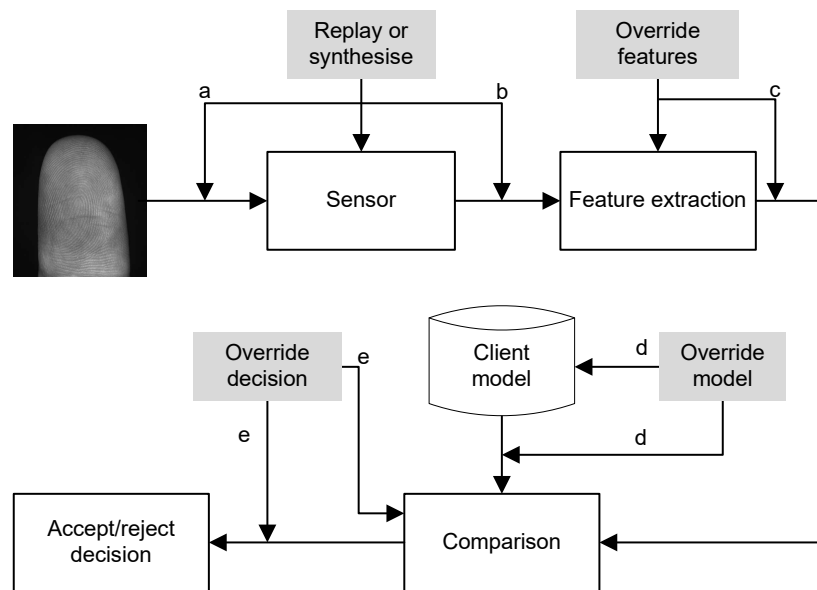 Replay or
synthesise
Override
features
a
b
c
Sensor
Feature extraction
Override
decision
e
Client
model
d
Override
model
e
d
Accept/reject
decision
Comparison